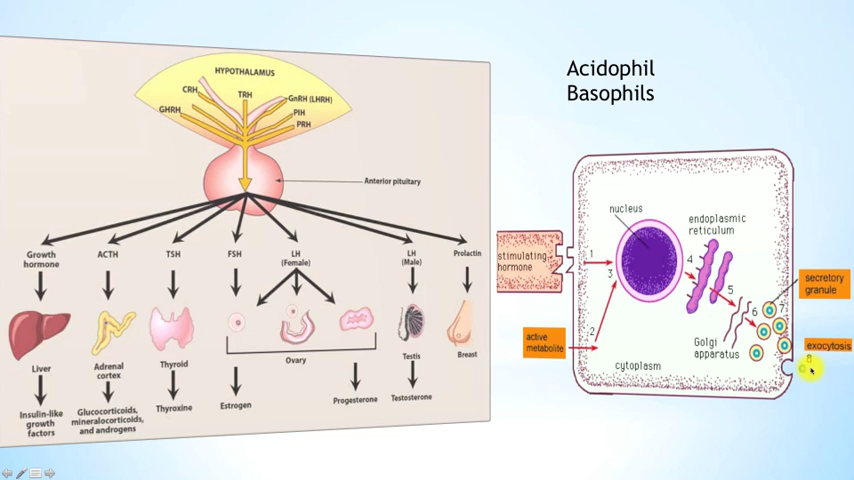 Acidophil
Basophils
HYPOTHALAMUS
CRH
TRH
GnRH (LHRH)
GHRH
PIH
PRH
Anterior pituitary
Growth
hormone
ACTH
TSH
FSH
LH
(Female)
LH
(Male)
Prolactin
Liver
Adrenal
cortex
Thyroid
Ovary
Testis
Breast
Insulin-like
growth
factors
Glucocorticoids,
mineralocorticoids,
and androgens
Thyroxine
Estrogen
Progesterone
Testosterone
nucleus
endoplasmic
reticulum
stimulating
hormone
1
3
4
5
6
7
secretory
granule
2
active
metabolite
Golgi
apparatus
exocytosis
8
cytoplasm